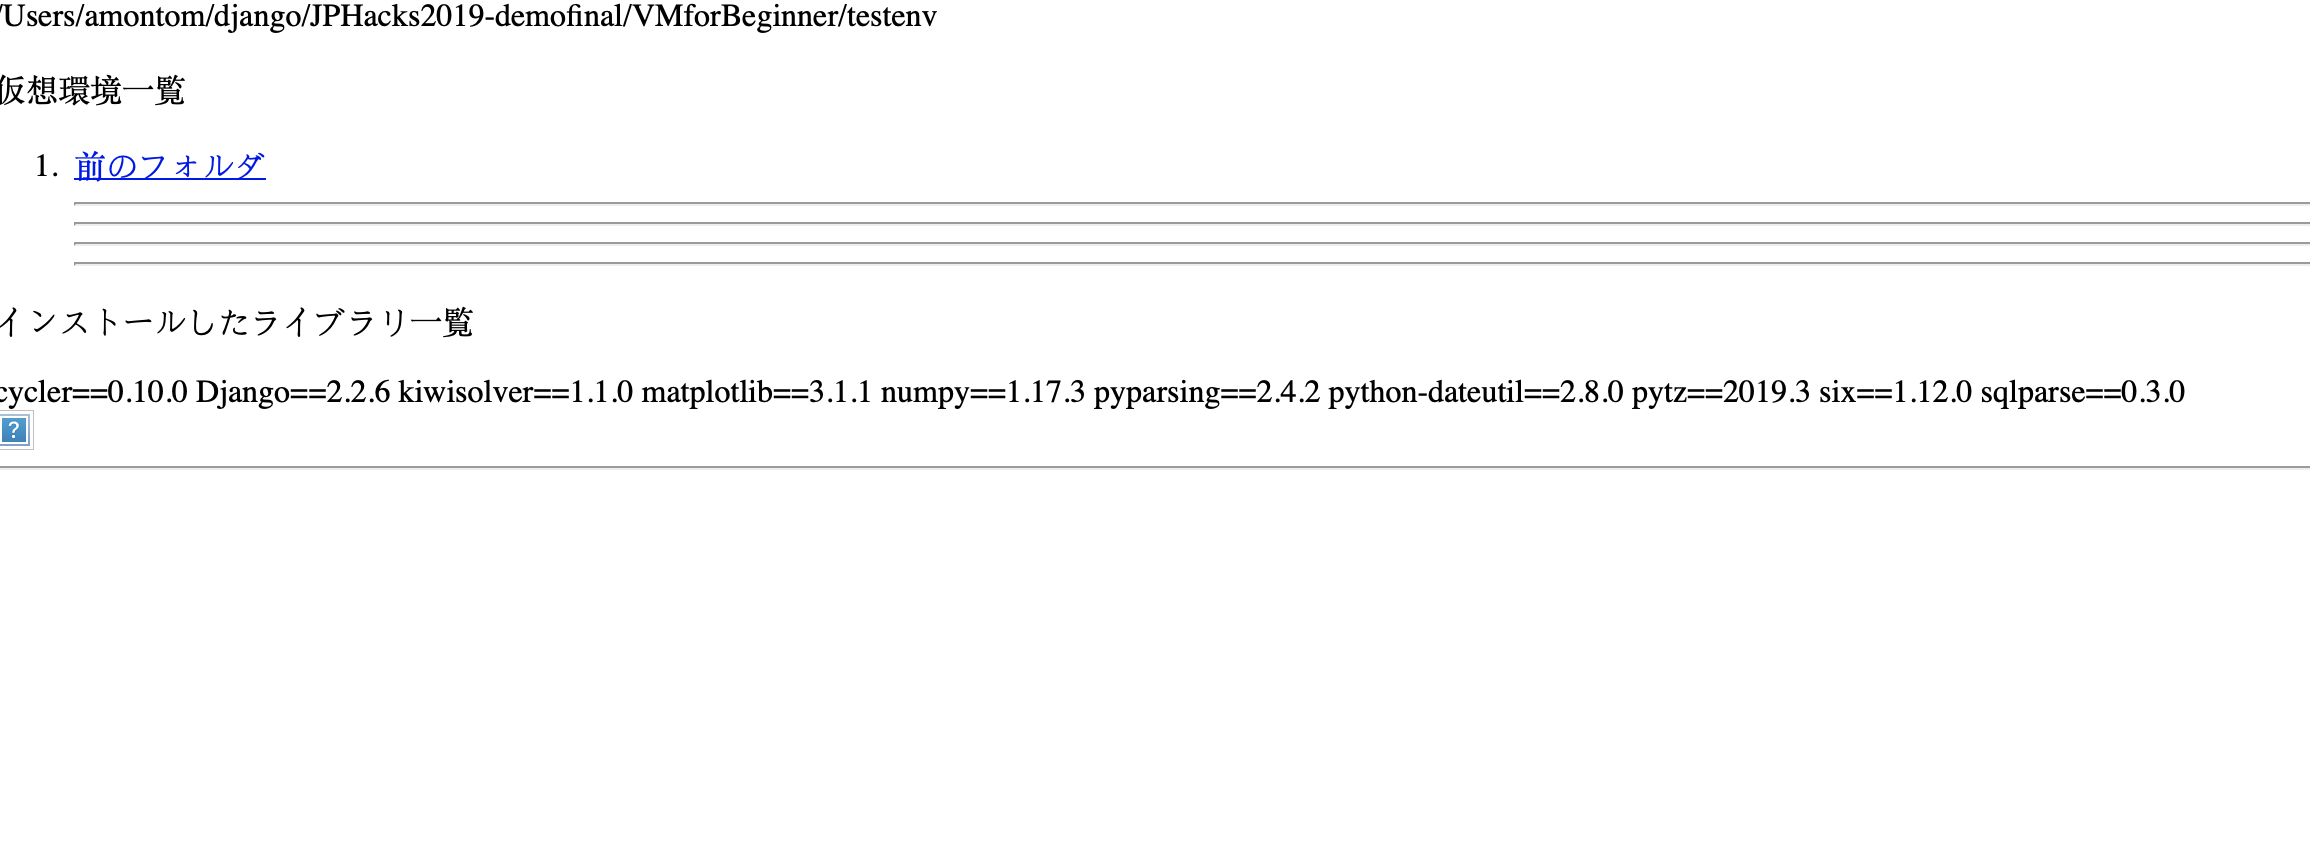 /Users/amontom/django/JPHacks2019-demofinal/VMforBeginner/testenv
仮想環境一覧
1. 前のフォルダ
インストールしたライブラリ一覧
cycler==0.10.0 Django==2.2.6 kiwisolver==1.1.0 matplotlib==3.1.1 numpy==1.17.3 pyparsing==2.4.2 python-dateutil==2.8.0 pytz==2019.3 six==1.12.0 sqlparse==0.3.0
?